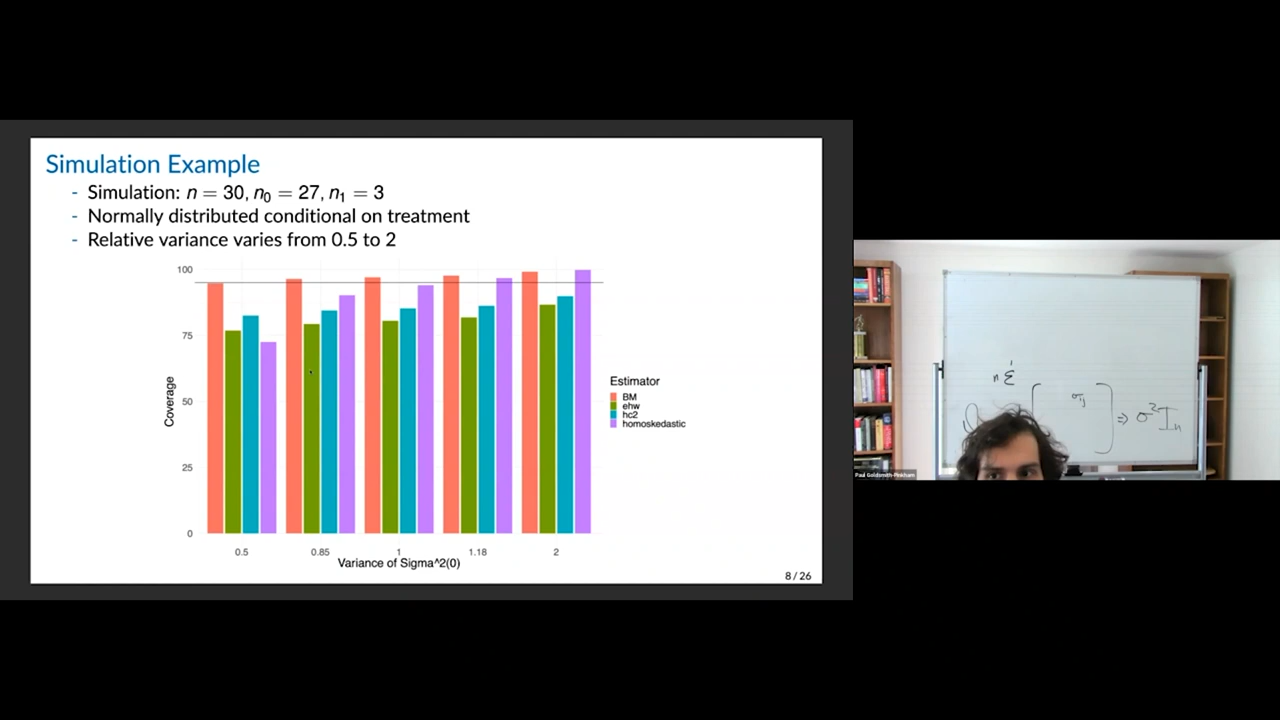 Simulation Example
- Simulation: n = 30, n₀ = 27, n₁ = 3
- Normally distributed conditional on treatment
- Relative variance varies from 0.5 to 2
100
75
50
25
0
Coverage
0.5
0.85
1
1.18
2
Variance of Sigma^2(0)
Estimator
BM
ehw
hc2
homoskedastic
8 / 26
σij
⇒ σ²Iₙ
Paul Goldsmith-Pinkham